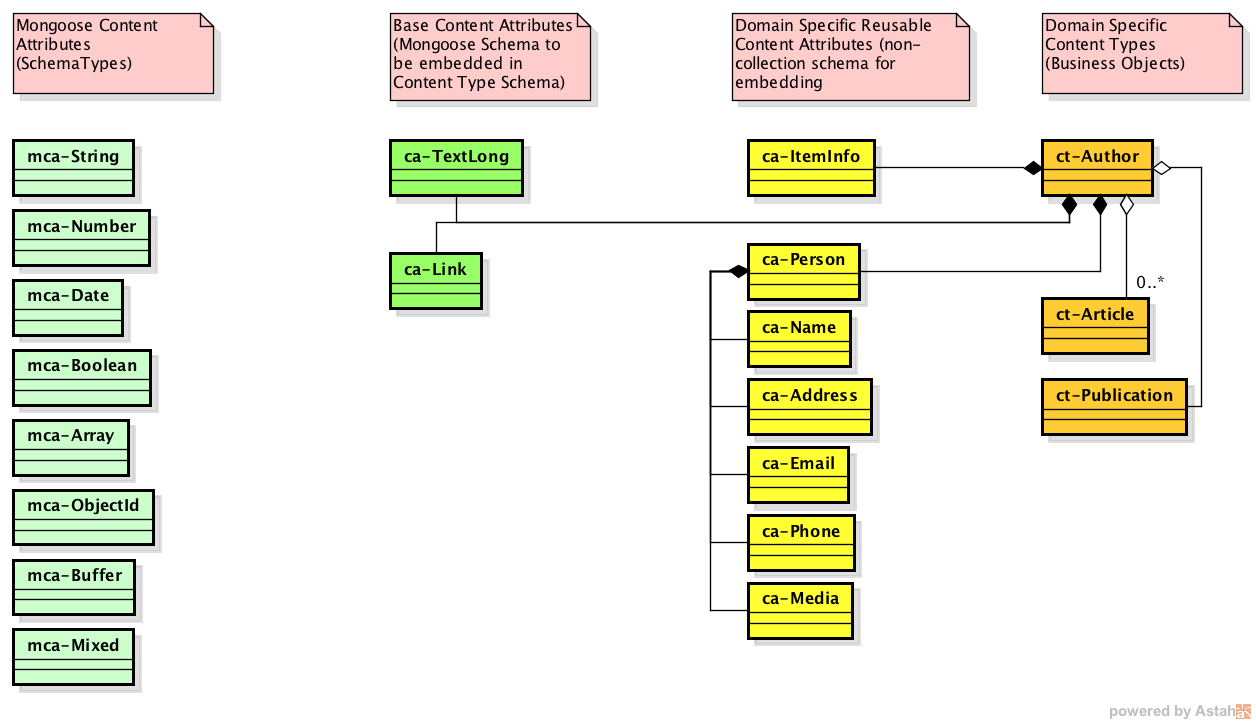 Mongoose Content
Attributes
(SchemaTypes)
Base Content Attributes
(Mongoose Schema to
be embedded in
Content Type Schema)
Domain Specific Reusable
Content Attributes (non-
collection schema for
embedding
Domain Specific
Content Types
(Business Objects)
mca-String
mca-Number
mca-Date
mca-Boolean
mca-Array
mca-ObjectId
mca-Buffer
mca-Mixed
ca-TextLong
ca-Link
ca-ItemInfo
ca-Person
ca-Name
ca-Address
ca-Email
ca-Phone
ca-Media
ct-Author
0..*
ct-Article
ct-Publication
powered by Astah